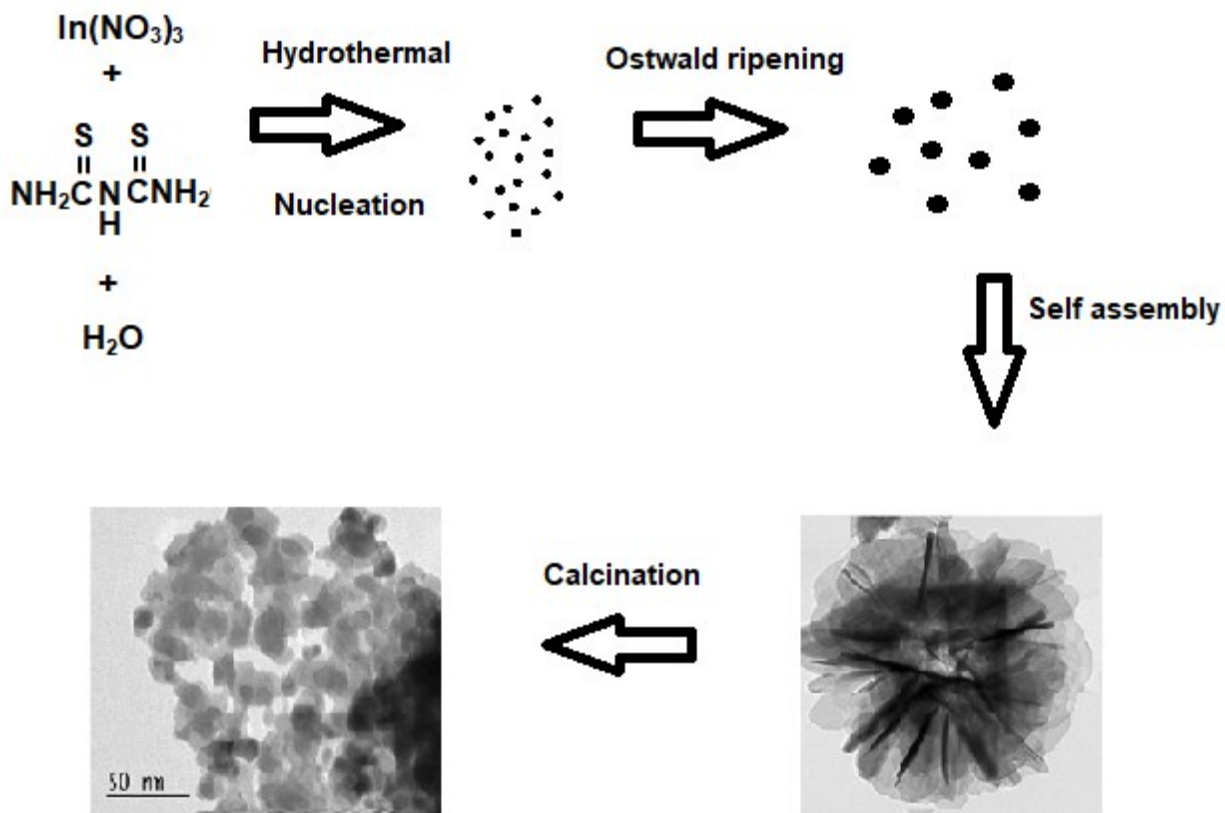 In(NO₃)₃
+
S S
NH₂C N CNH₂
H
+
H₂O
Hydrothermal
Nucleation
Ostwald ripening
Self assembly
Calcination
50 nm